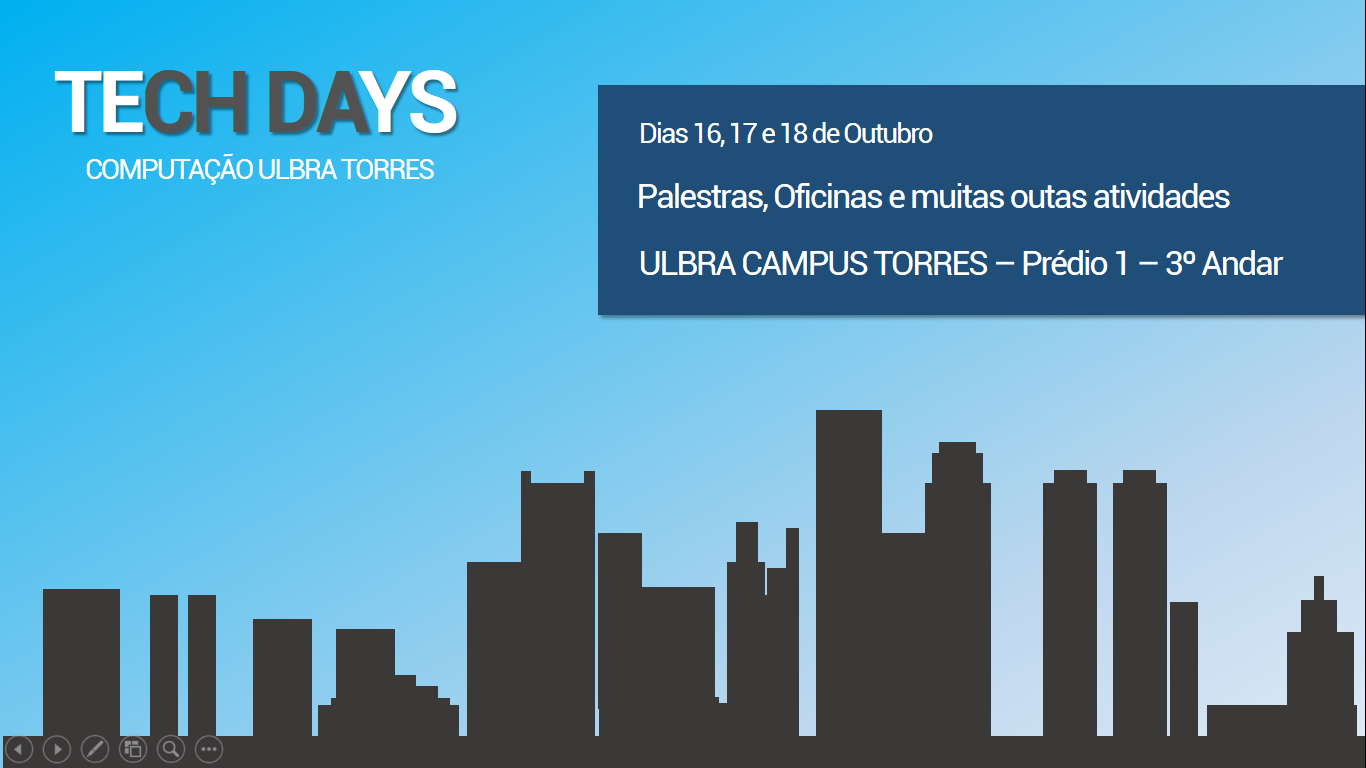 TECH DAYS
COMPUTAÇÃO ULBRA TORRES
Dias 16, 17 e 18 de Outubro
Palestras, Oficinas e muitas outas atividades
ULBRA CAMPUS TORRES – Prédio 1 – 3º Andar